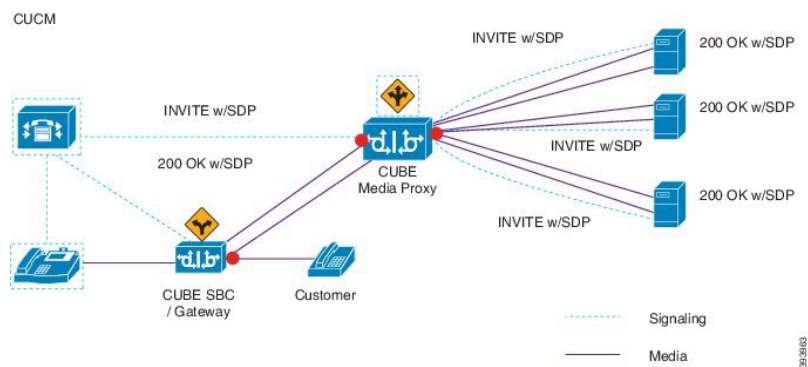 CUCM
INVITE w/SDP
200 OK w/SDP
INVITE w/SDP
200 OK w/SDP
200 OK w/SDP
INVITE w/SDP
CUBE
Media Proxy
200 OK w/SDP
INVITE w/SDP
CUBE SBC
/ Gateway
Customer
Signaling
Media
393963